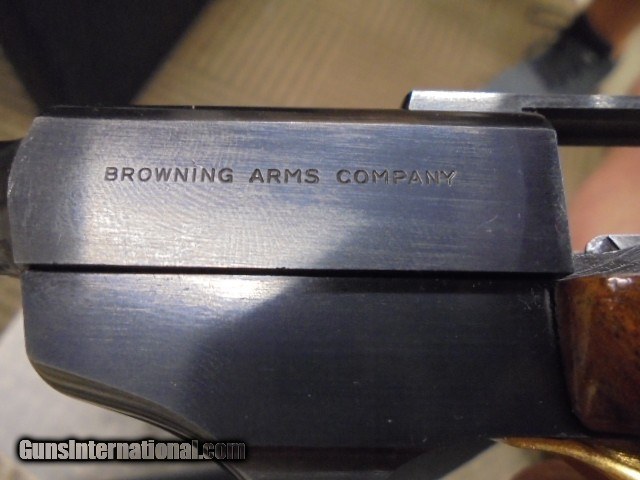 BROWNING ARMS COMPANY
GunsInternational.com